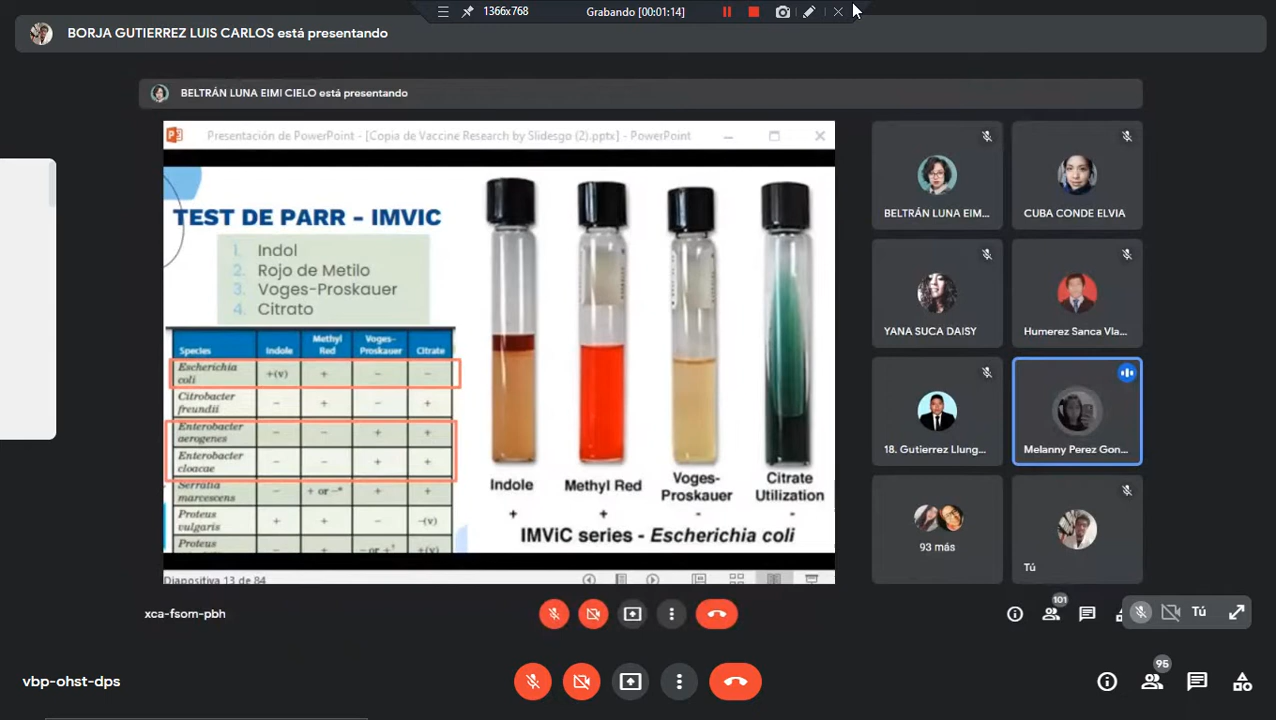 1366x768
Grabando [00:01:14]
BORJA GUTIERREZ LUIS CARLOS está presentando
BELTRÁN LUNA EIMI CIELO está presentando
Presentación de PowerPoint - [Copia de Vaccine Research by Slidesgo (2).pptx] - PowerPoint
TEST DE PARR - IMVIC
1. Indol
2. Rojo de Metilo
3. Voges-Proskauer
4. Citrato
Species Indole Methyl Red Voges-Proskauer Citrate
Escherichia coli +(v) + − −
Citrobacter freundii − + − +
Enterobacter aerogenes − − + +
Enterobacter cloacae − − + +
Serratia marcescens − + or −* + +
Proteus vulgaris + + − −(v)
Proteus − + − or +† +(v)
Indole
Methyl Red
Voges-
Proskauer
Citrate
Utilization
+ + - -
IMViC series - Escherichia coli
Diapositiva 13 de 84
BELTRÁN LUNA EIM...
CUBA CONDE ELVIA
YANA SUCA DAISY
Humerez Sanca Vla...
18. Gutierrez Llung...
Melanny Perez Gon...
93 más
Tú
xca-fsom-pbh
101
Tú
vbp-ohst-dps
95